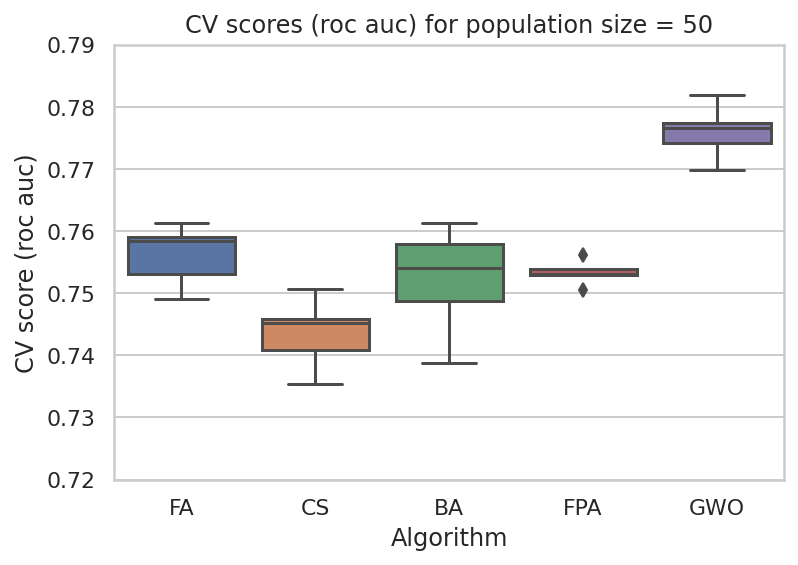 CV scores (roc auc) for population size = 50
0.79
0.78
0.77
0.76
0.75
0.74
0.73
0.72
CV score (roc auc)
FA CS BA FPA GWO
Algorithm